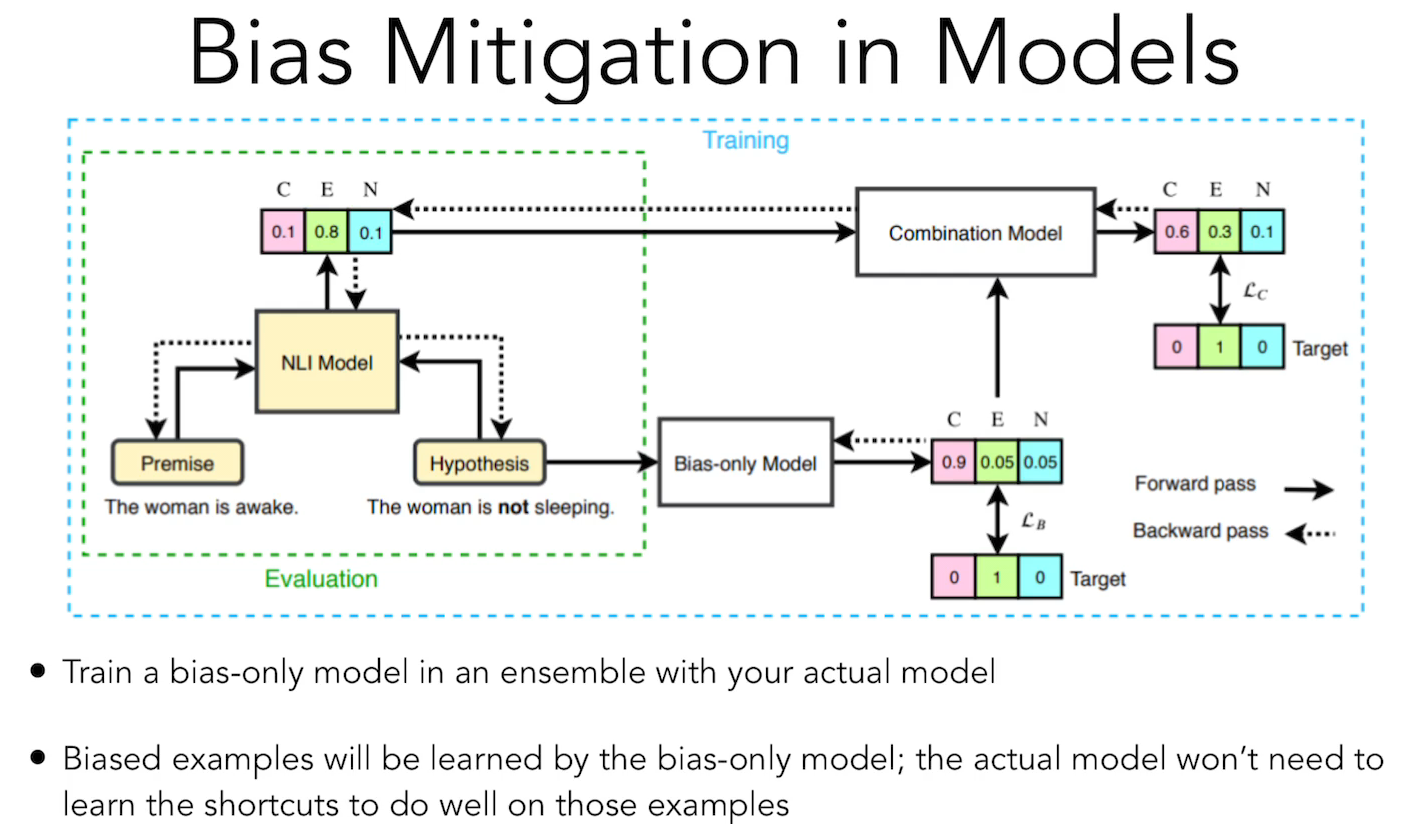 Bias Mitigation in Models
Training
C E N
0.1 0.8 0.1
Combination Model
C E N
0.6 0.3 0.1
ℒC
0 1 0 Target
NLI Model
Premise
Hypothesis
The woman is awake.
The woman is not sleeping.
Bias-only Model
C E N
0.9 0.05 0.05
ℒB
0 1 0 Target
Forward pass
Backward pass
Evaluation
• Train a bias-only model in an ensemble with your actual model
• Biased examples will be learned by the bias-only model; the actual model won’t need to
learn the shortcuts to do well on those examples